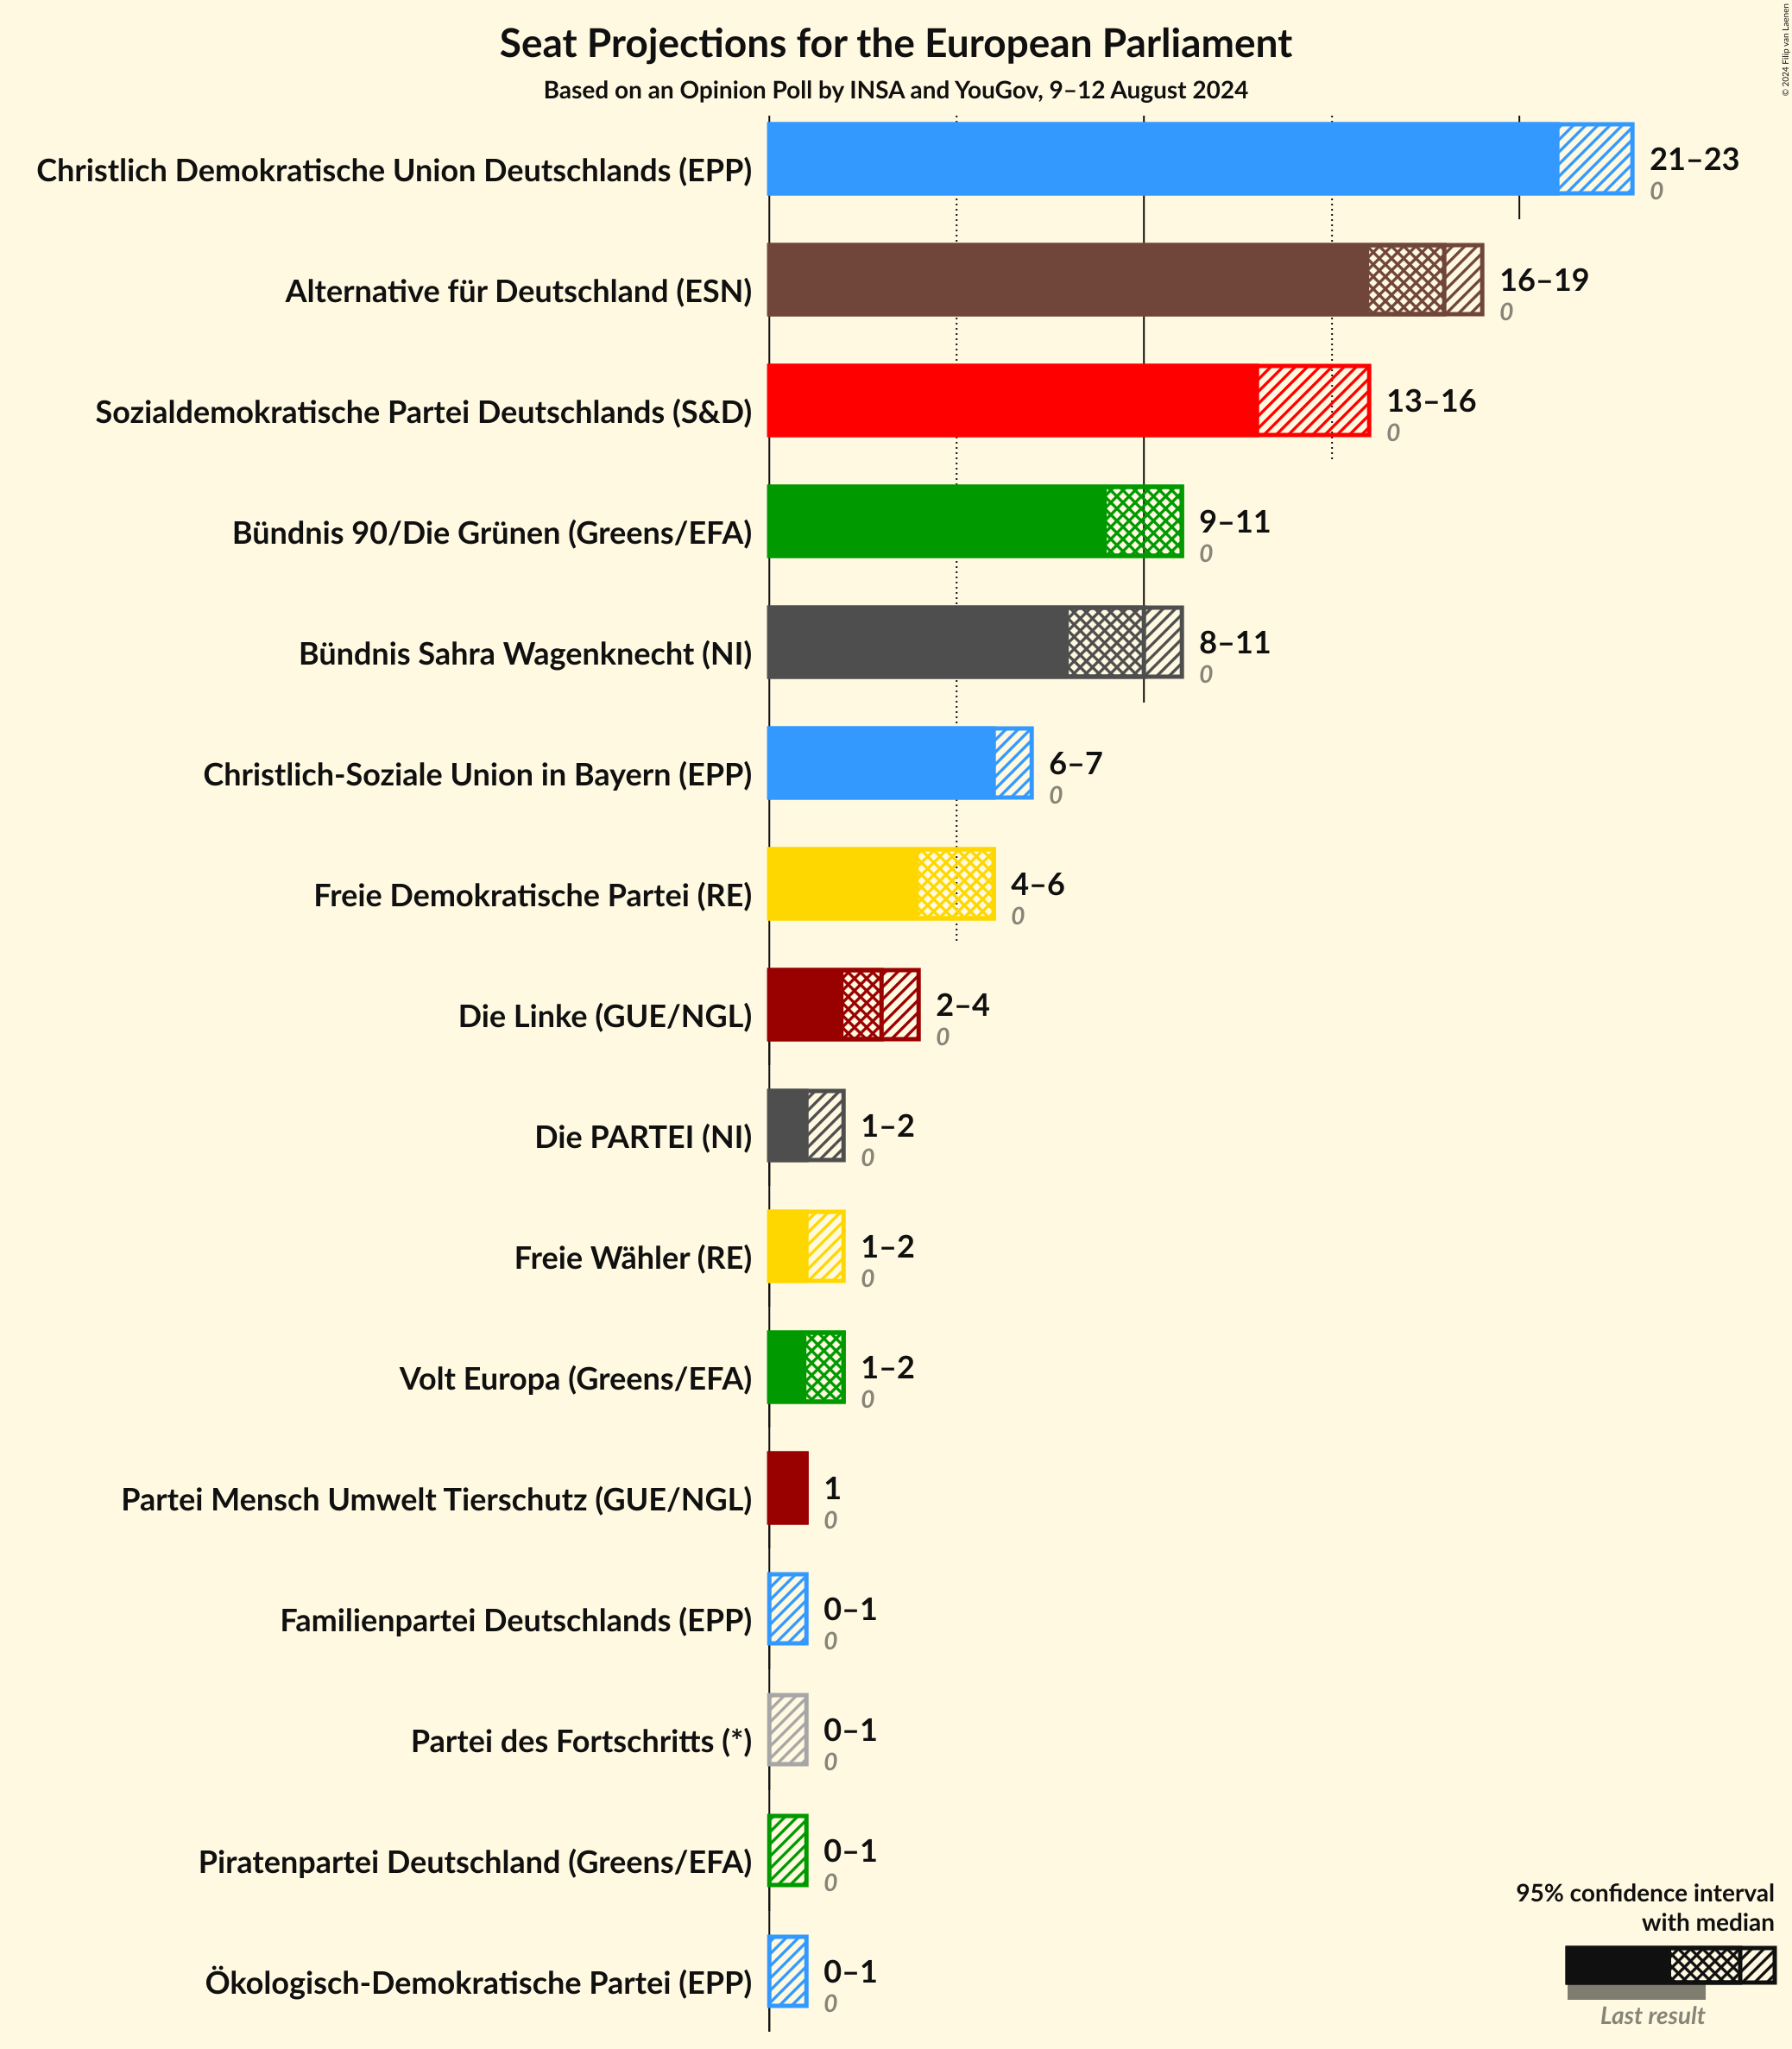 Seat Projections for the European Parliament
Based on an Opinion Poll by INSA and YouGov, 9–12 August 2024
© 2024 Filip van Laenen
Christlich Demokratische Union Deutschlands (EPP)
21–23
0
Alternative für Deutschland (ESN)
16–19
0
Sozialdemokratische Partei Deutschlands (S&D)
13–16
0
Bündnis 90/Die Grünen (Greens/EFA)
9–11
0
Bündnis Sahra Wagenknecht (NI)
8–11
0
Christlich-Soziale Union in Bayern (EPP)
6–7
0
Freie Demokratische Partei (RE)
4–6
0
Die Linke (GUE/NGL)
2–4
0
Die PARTEI (NI)
1–2
0
Freie Wähler (RE)
1–2
0
Volt Europa (Greens/EFA)
1–2
0
Partei Mensch Umwelt Tierschutz (GUE/NGL)
1
0
Familienpartei Deutschlands (EPP)
0–1
0
Partei des Fortschritts (*)
0–1
0
Piratenpartei Deutschland (Greens/EFA)
0–1
0
Ökologisch-Demokratische Partei (EPP)
0–1
0
95% confidence interval
with median
Last result